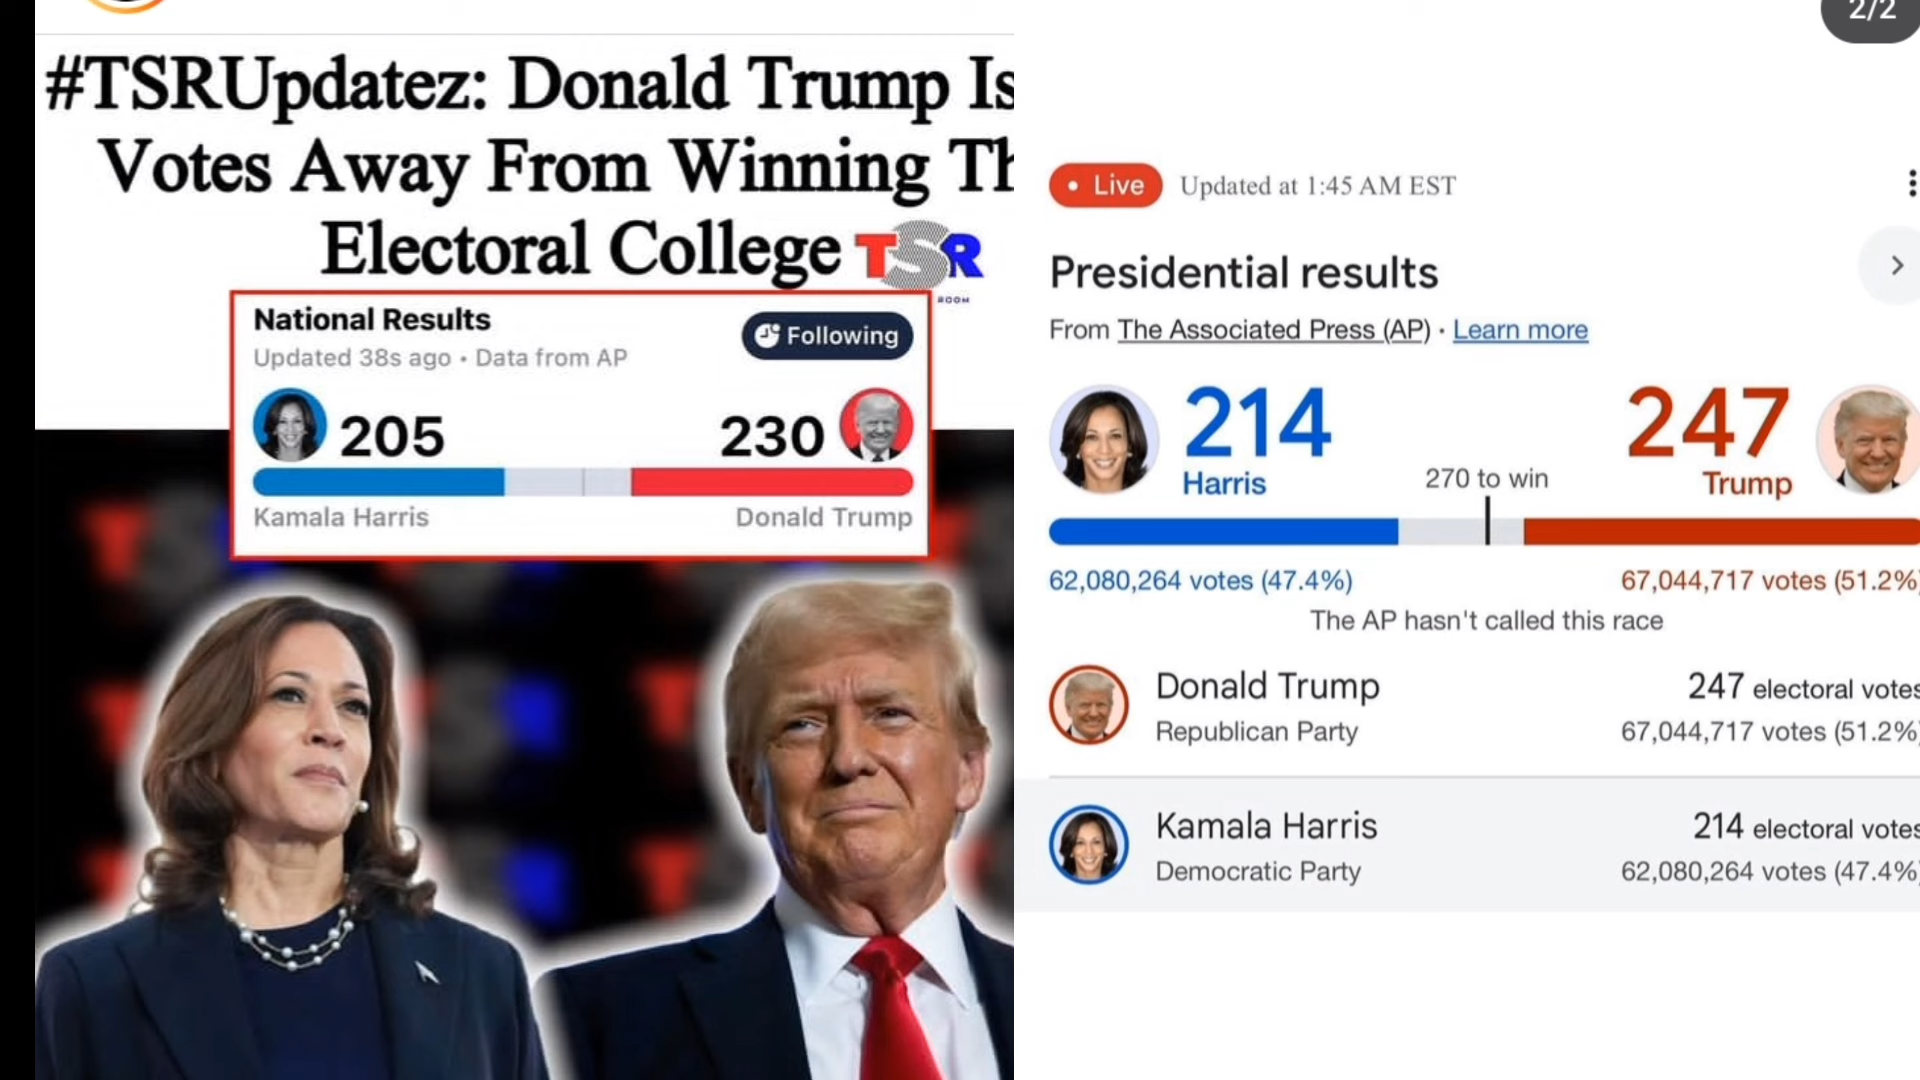 #TSRUpdatez: Donald Trump Is
Votes Away From Winning Th
Electoral College TSR
ROOM
National Results
Following
Updated 38s ago • Data from AP
205
230
Kamala Harris
Donald Trump
2/2
• Live Updated at 1:45 AM EST
Presidential results
From The Associated Press (AP) · Learn more
214
247
Harris
270 to win
Trump
62,080,264 votes (47.4%)
67,044,717 votes (51.2%)
The AP hasn't called this race
Donald Trump
247 electoral votes
Republican Party
67,044,717 votes (51.2%)
Kamala Harris
214 electoral votes
Democratic Party
62,080,264 votes (47.4%)